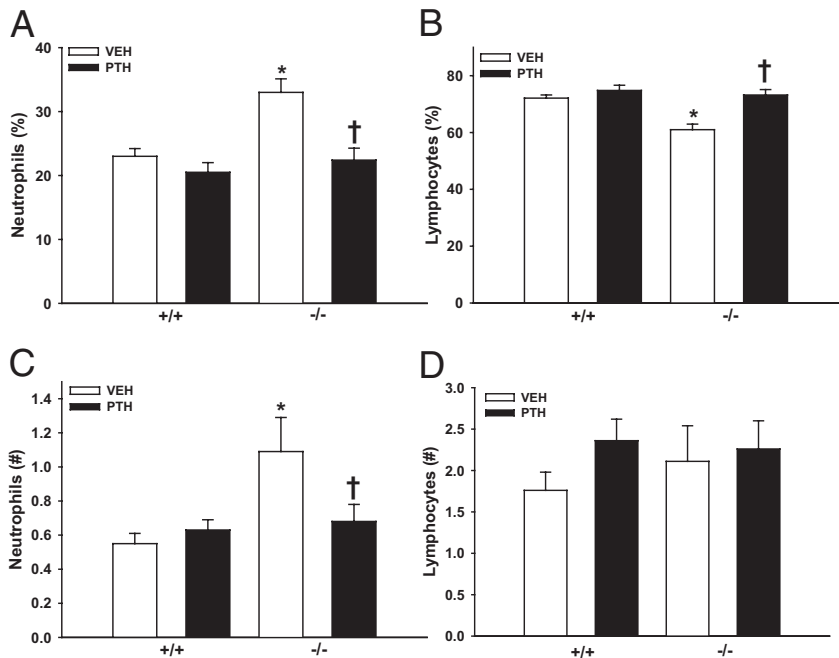 A
VEH
PTH
Neutrophils (%)
40
30
20
10
0
*
†
+/+
-/-
B
VEH
PTH
Lymphocytes (%)
80
60
40
20
0
*
†
+/+
-/-
C
VEH
PTH
Neutrophils (#)
1.4
1.2
1.0
0.8
0.6
0.4
0.2
0.0
*
†
+/+
-/-
D
VEH
PTH
Lymphocytes (#)
3.0
2.5
2.0
1.5
1.0
0.5
0.0
+/+
-/-